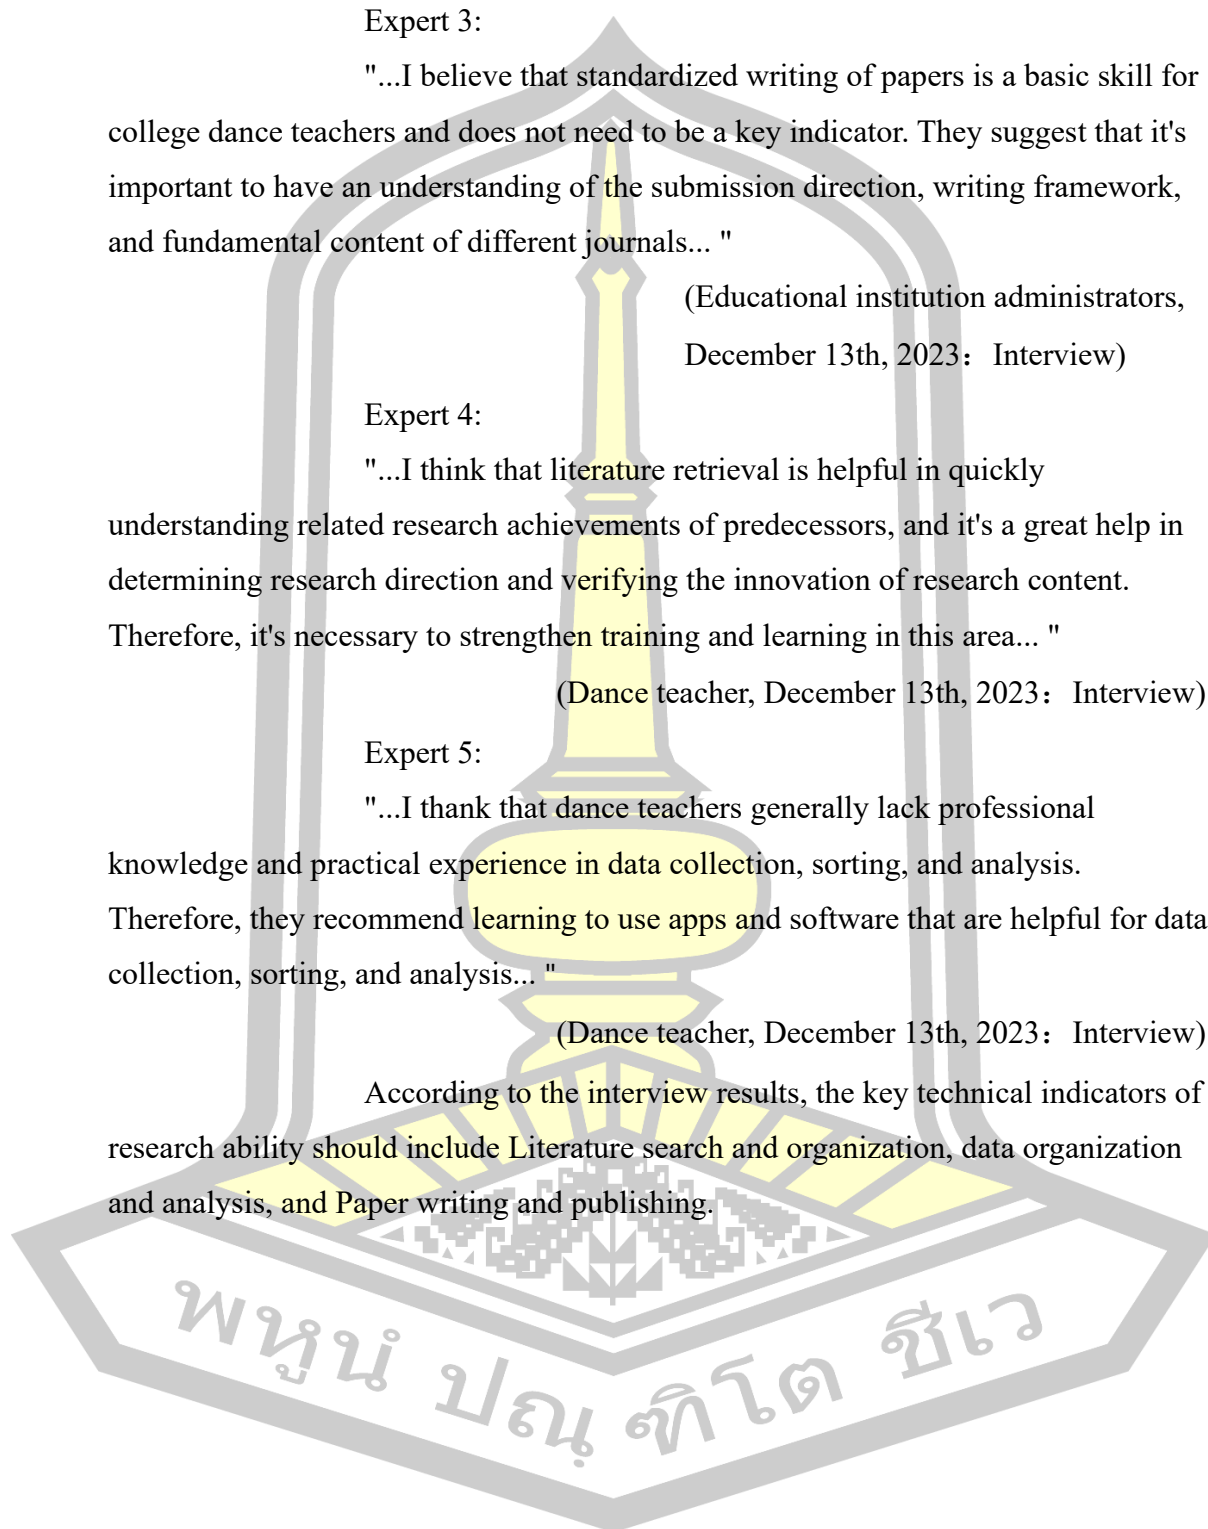 Expert 3:
"...I believe that standardized writing of papers is a basic skill for
college dance teachers and does not need to be a key indicator. They suggest that it's
important to have an understanding of the submission direction, writing framework,
and fundamental content of different journals... "
(Educational institution administrators,
December 13th, 2023：Interview)
Expert 4:
"...I think that literature retrieval is helpful in quickly
understanding related research achievements of predecessors, and it's a great help in
determining research direction and verifying the innovation of research content.
Therefore, it's necessary to strengthen training and learning in this area... "
(Dance teacher, December 13th, 2023：Interview)
Expert 5:
"...I thank that dance teachers generally lack professional
knowledge and practical experience in data collection, sorting, and analysis.
Therefore, they recommend learning to use apps and software that are helpful for data
collection, sorting, and analysis... "
(Dance teacher, December 13th, 2023：Interview)
According to the interview results, the key technical indicators of
research ability should include Literature search and organization, data organization
and analysis, and Paper writing and publishing.
พหูนํ ปณฺฑิโต ชีเว